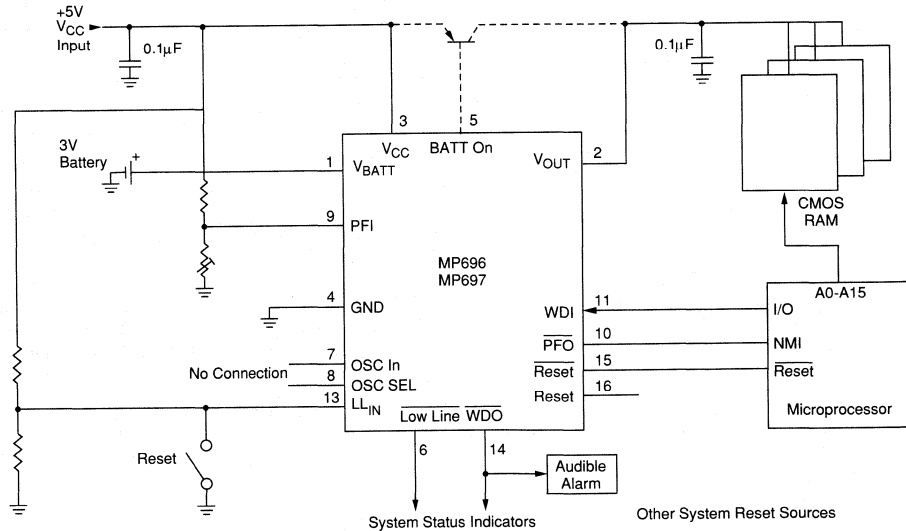 +5V
VCC
Input
0.1μF
0.1μF
3V
Battery
+
3
5
VCC
BATT On
1
VBATT
VOUT
2
CMOS
RAM
9
PFI
MP696
MP697
4
GND
WDI
11
A0-A15
I/O
PFO
10
NMI
7
OSC In
Reset
15
Reset
No Connection
8
OSC SEL
Reset
16
13
LLIN
Low Line
WDO
Microprocessor
6
14
Reset
Audible
Alarm
System Status Indicators
Other System Reset Sources